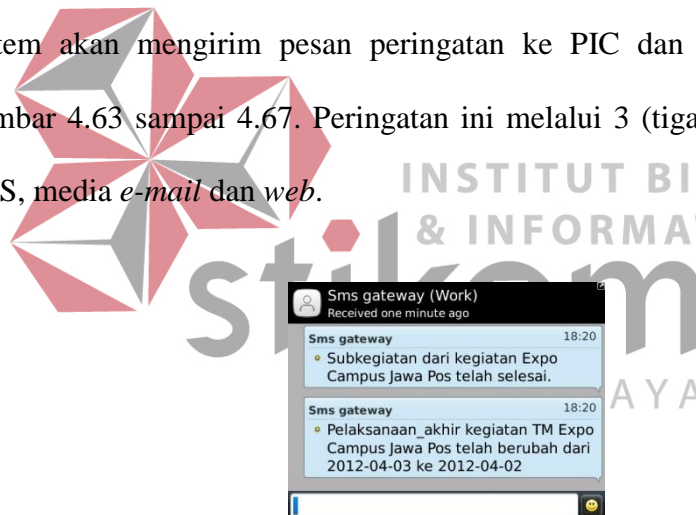 tem akan mengirim pesan peringatan ke PIC dan
mbar 4.63 sampai 4.67. Peringatan ini melalui 3 (tiga
S, media e-mail dan web.
INSTITUT BI
& INFORMA
stikom
AYA
Sms gateway (Work)
Received one minute ago
Sms gateway 18:20
Subkegiatan dari kegiatan Expo
Campus Jawa Pos telah selesai.
Sms gateway 18:20
Pelaksanaan_akhir kegiatan TM Expo
Campus Jawa Pos telah berubah dari
2012-04-03 ke 2012-04-02